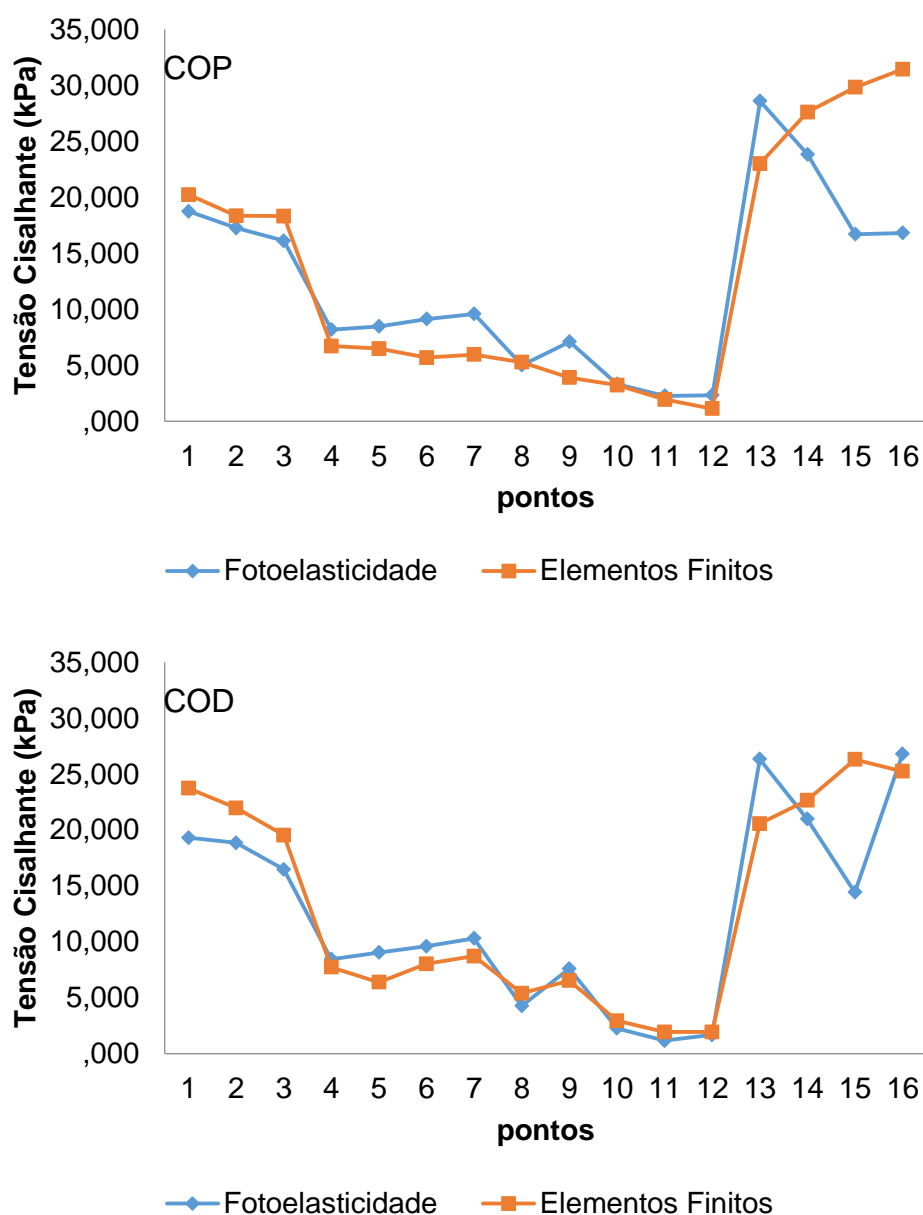 35,000
30,000
25,000
20,000
15,000
10,000
5,000
,000
Tensão Cisalhante (kPa)
COP
1 2 3 4 5 6 7 8 9 10 11 12 13 14 15 16
pontos
Fotoelasticidade Elementos Finitos
35,000
30,000
25,000
20,000
15,000
10,000
5,000
,000
Tensão Cisalhante (kPa)
COD
1 2 3 4 5 6 7 8 9 10 11 12 13 14 15 16
pontos
Fotoelasticidade Elementos Finitos